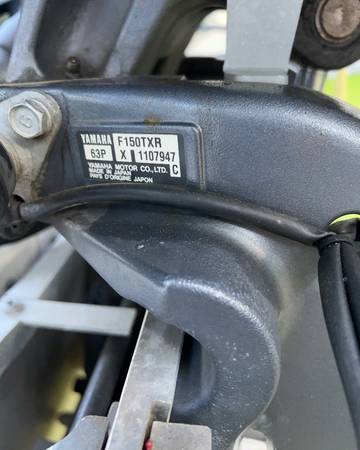 YAMAHA F150TXR
63P X 1107947
YAMAHA MOTOR CO.,LTD.
MADE IN JAPAN
PAYS D'ORIGINE JAPON C